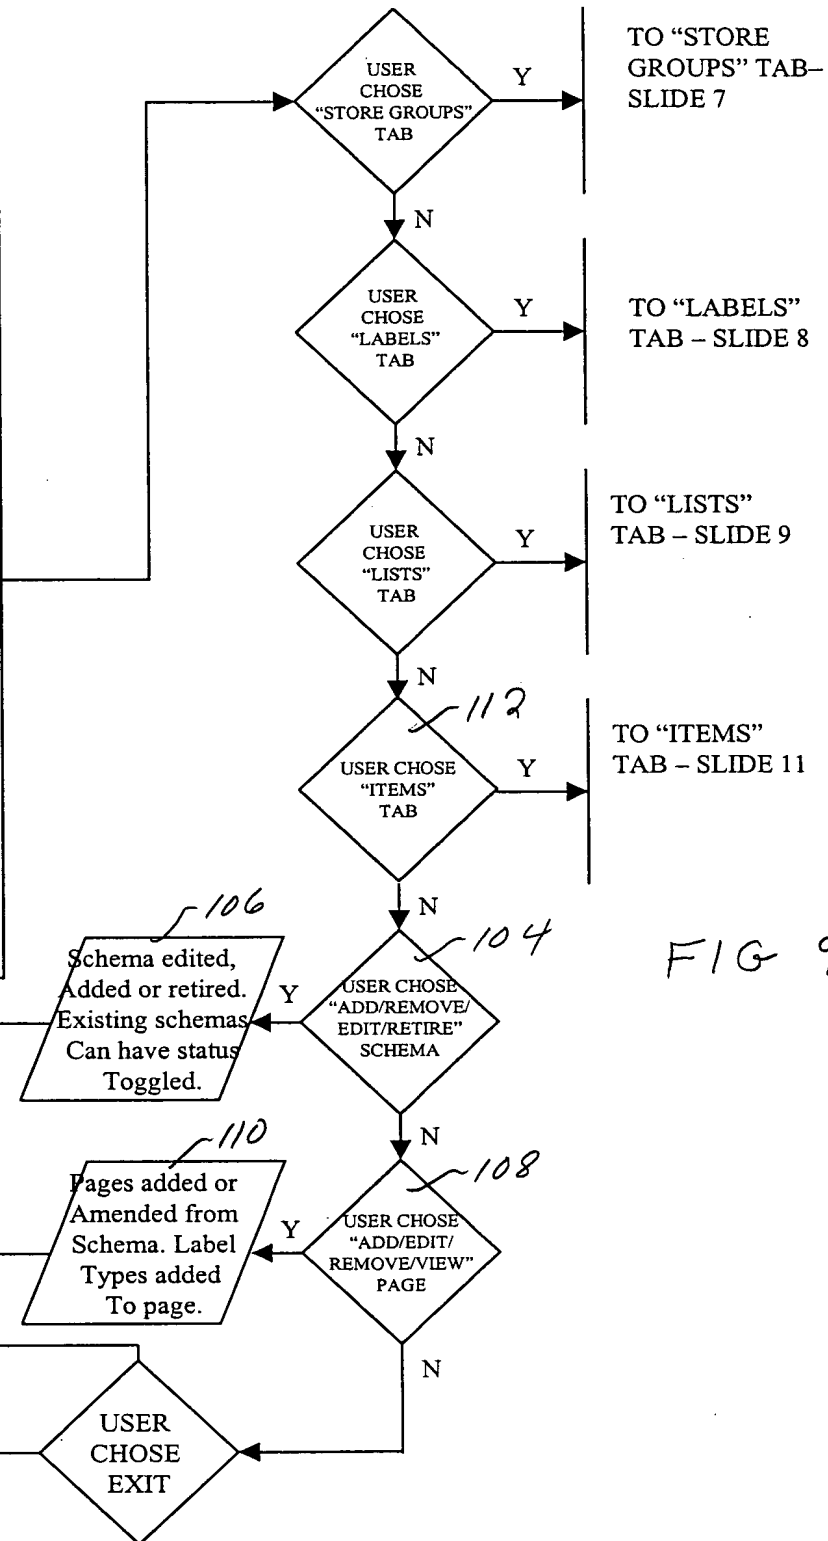 USER
CHOSE
"STORE GROUPS"
TAB
Y
TO “STORE
GROUPS” TAB–
SLIDE 7
N
USER
CHOSE
“LABELS”
TAB
Y
TO “LABELS”
TAB – SLIDE 8
N
USER
CHOSE
“LISTS”
TAB
Y
TO “LISTS”
TAB – SLIDE 9
N
112
USER CHOSE
“ITEMS”
TAB
Y
TO “ITEMS”
TAB – SLIDE 11
N
106
Schema edited,
Added or retired.
Existing schemas
Can have status
Toggled.
Y
104
USER CHOSE
“ADD/REMOVE/
EDIT/RETIRE”
SCHEMA
FIG
N
110
Pages added or
Amended from
Schema. Label
Types added
To page.
Y
108
USER CHOSE
“ADD/EDIT/
REMOVE/VIEW”
PAGE
N
USER
CHOSE
EXIT